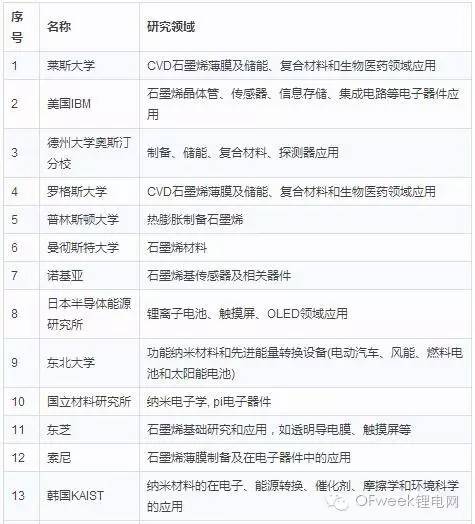 序号 名称 研究领域
1 莱斯大学 CVD石墨烯薄膜及储能、复合材料和生物医药领域应用
2 美国IBM 石墨烯晶体管、传感器、信息存储、集成电路等电子器件应
用
3 德州大学奥斯汀
分校 制备、储能、复合材料、探测器应用
4 罗格斯大学 CVD石墨烯薄膜及储能、复合材料和生物医药领域应用
5 普林斯顿大学 热膨胀制备石墨烯
6 曼彻斯特大学 石墨烯材料
7 诺基亚 石墨烯基传感器及相关器件
8 日本半导体能源
研究所 锂离子电池、触摸屏、OLED领域应用
9 东北大学 功能纳米材料和先进能量转换设备(电动汽车、风能、燃料电
池和太阳能电池)
10 国立材料研究所 纳米电子学, pi电子器件
11 东芝 石墨烯基础研究和应用，如透明导电膜、触摸屏等
12 索尼 石墨烯薄膜制备及在电子器件中的应用
13 韩国KAIST 纳米材料的在电子、能源转换、催化剂、摩擦学和环境科学
的应用
OFweek锂电网